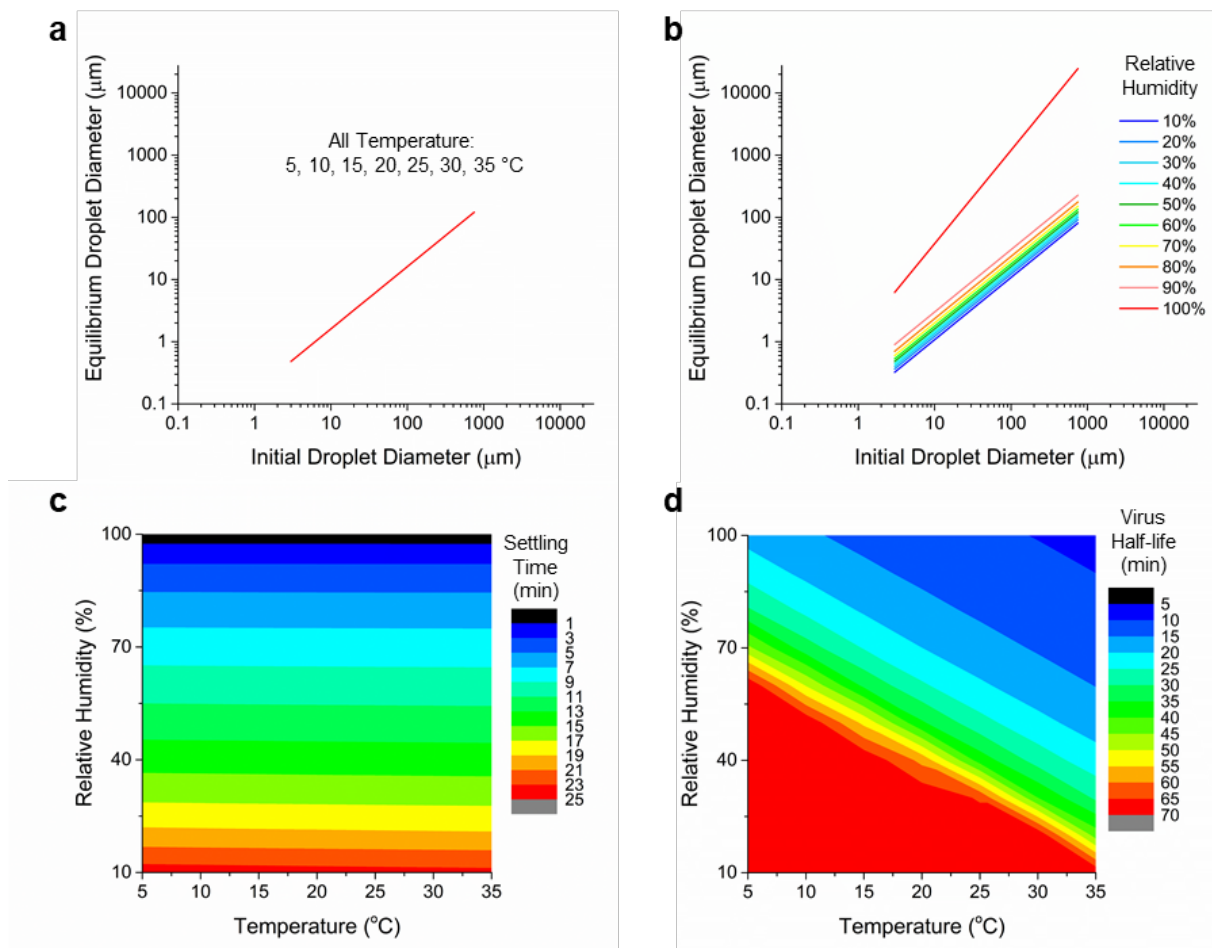 a
Equilibrium Droplet Diameter (μm)
10000
1000
100
10
1
0.1
All Temperature:
5, 10, 15, 20, 25, 30, 35 °C
0.1 1 10 100 1000 10000
Initial Droplet Diameter (μm)
b
Equilibrium Droplet Diameter (μm)
10000
1000
100
10
1
0.1
0.1 1 10 100 1000 10000
Initial Droplet Diameter (μm)
Relative
Humidity
10%
20%
30%
40%
50%
60%
70%
80%
90%
100%
c
Relative Humidity (%)
100
70
40
10
5 10 15 20 25 30 35
Temperature (°C)
Settling
Time
(min)
1
3
5
7
9
11
13
15
17
19
21
23
25
d
Relative Humidity (%)
100
70
40
10
5 10 15 20 25 30 35
Temperature (°C)
Virus
Half-life
(min)
5
10
15
20
25
30
35
40
45
50
55
60
65
70